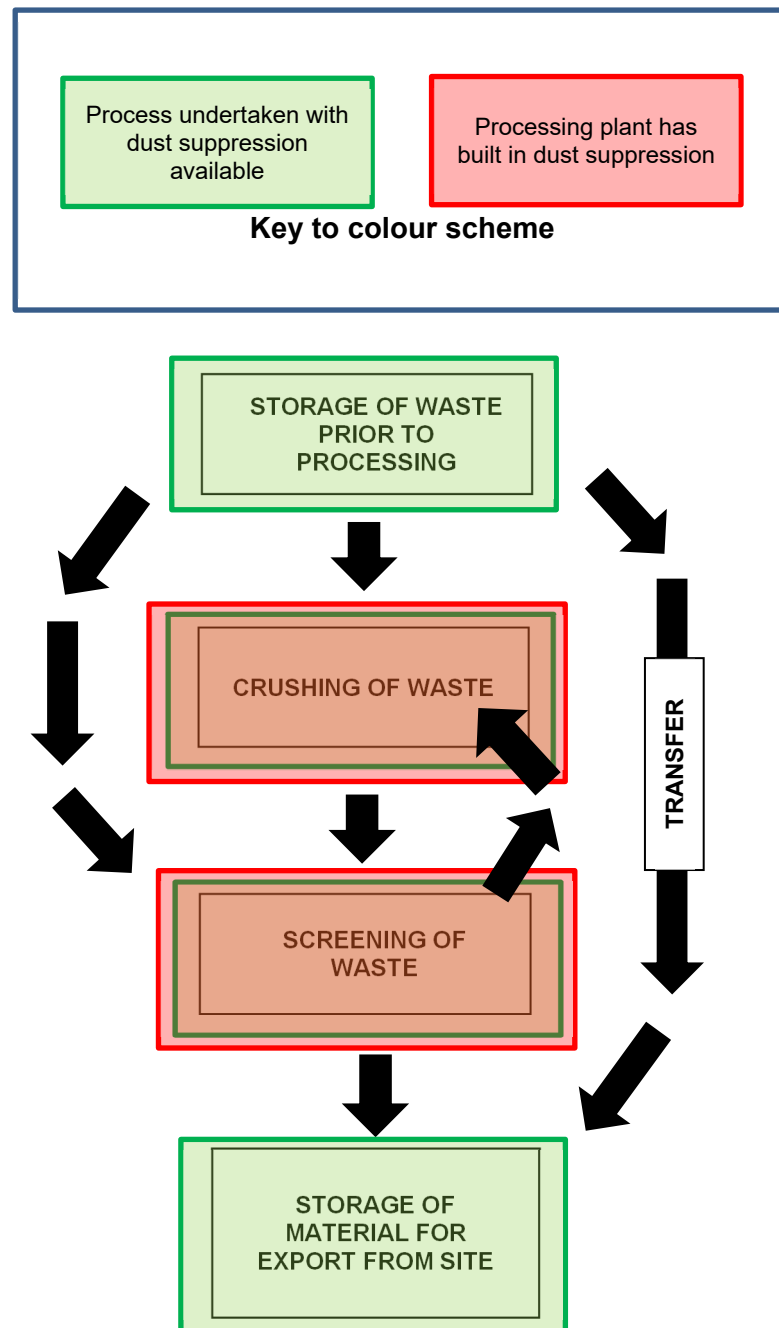 Process undertaken with
dust suppression
available
Processing plant has
built in dust suppression
Key to colour scheme
STORAGE OF WASTE
PRIOR TO
PROCESSING
CRUSHING OF WASTE
TRANSFER
SCREENING OF
WASTE
STORAGE OF
MATERIAL FOR
EXPORT FROM SITE